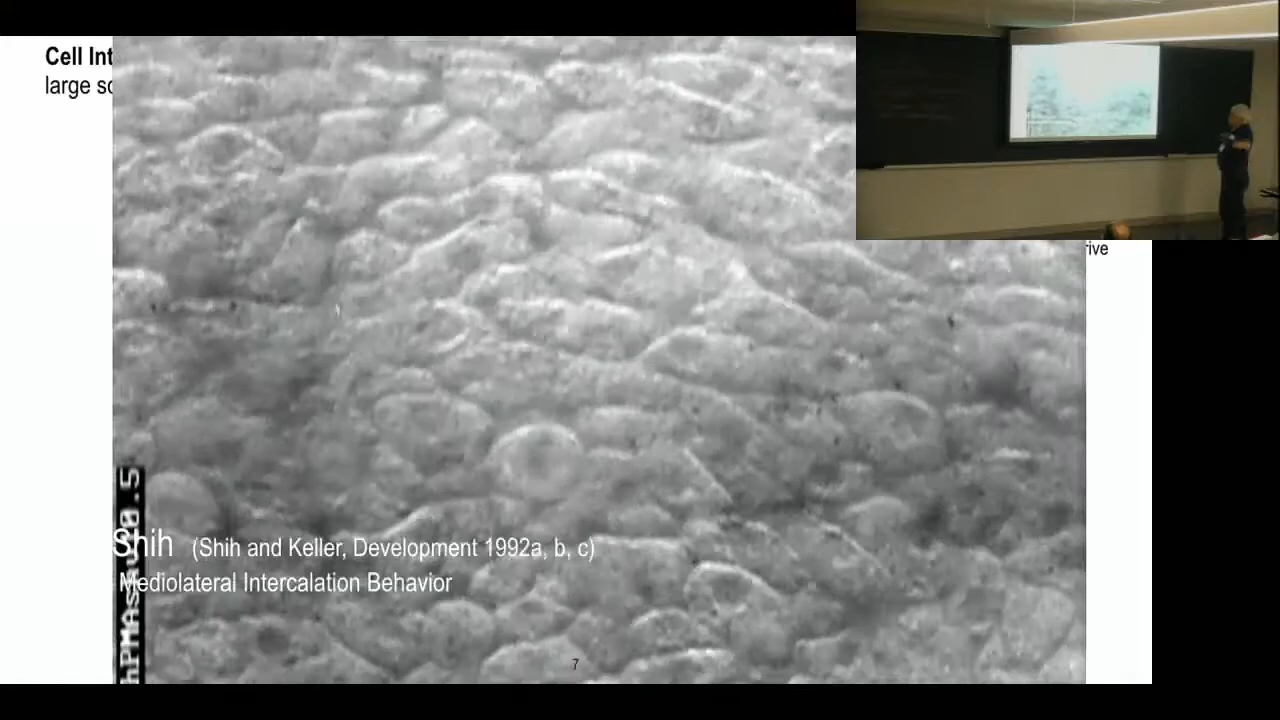 Cell Int
large sc
rive
Shih (Shih and Keller, Development 1992a, b, c)
Mediolateral Intercalation Behavior
7